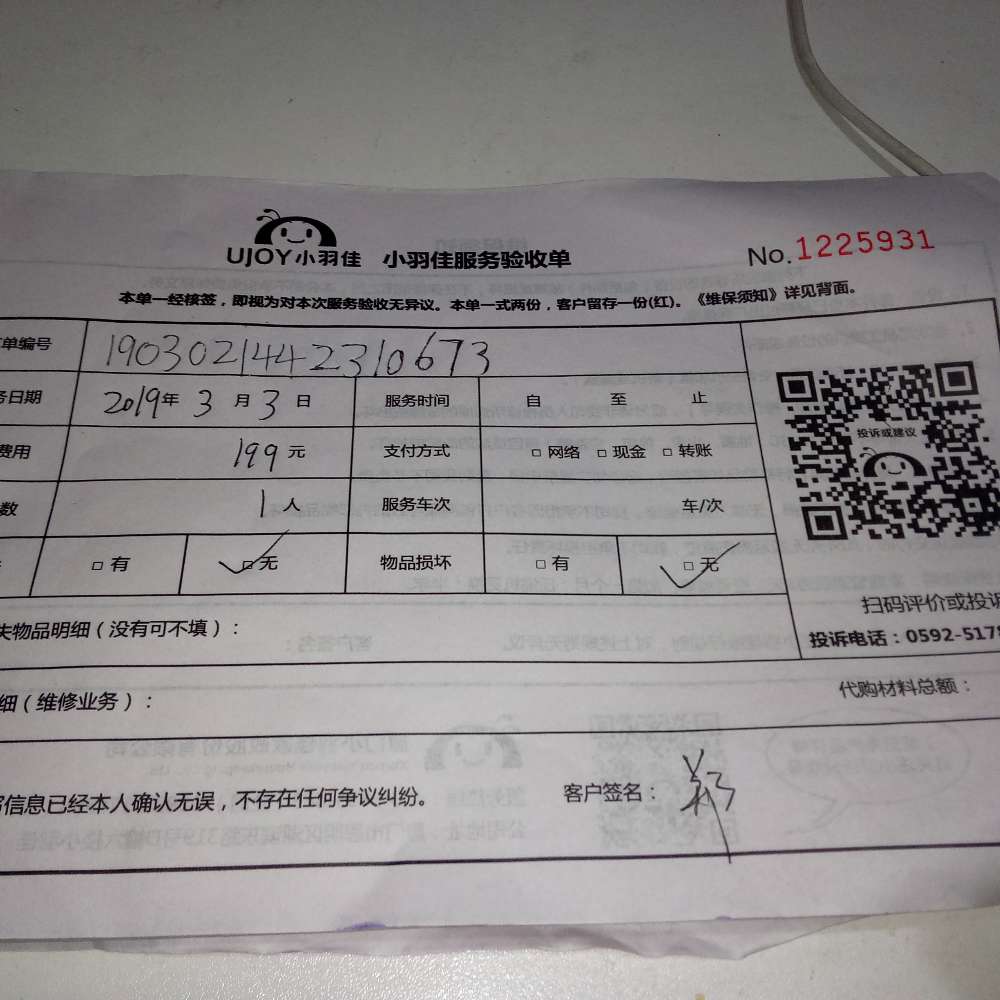 UJOY小羽佳 小羽佳服务验收单 No.1225931
本单一经核签，即视为对本次服务验收无异议。本单一式两份，客户留存一份(红)。《维保须知》详见背面。
单编号 1903021442310673
务日期 2019年 3 月 3 日 服务时间 自 至 止
费用 199 元 支付方式 □ 网络 □ 现金 □ 转账
数 1 人 服务车次 车/次
□ 有 □ 无 物品损坏 □ 有 □ 无
投诉或建议
扫码评价或投诉
投诉电话：0592-5178
失物品明细（没有可不填）：
细（维修业务）： 代购材料总额：
写信息已经本人确认无误，不存在任何争议纠纷。 客户签名：